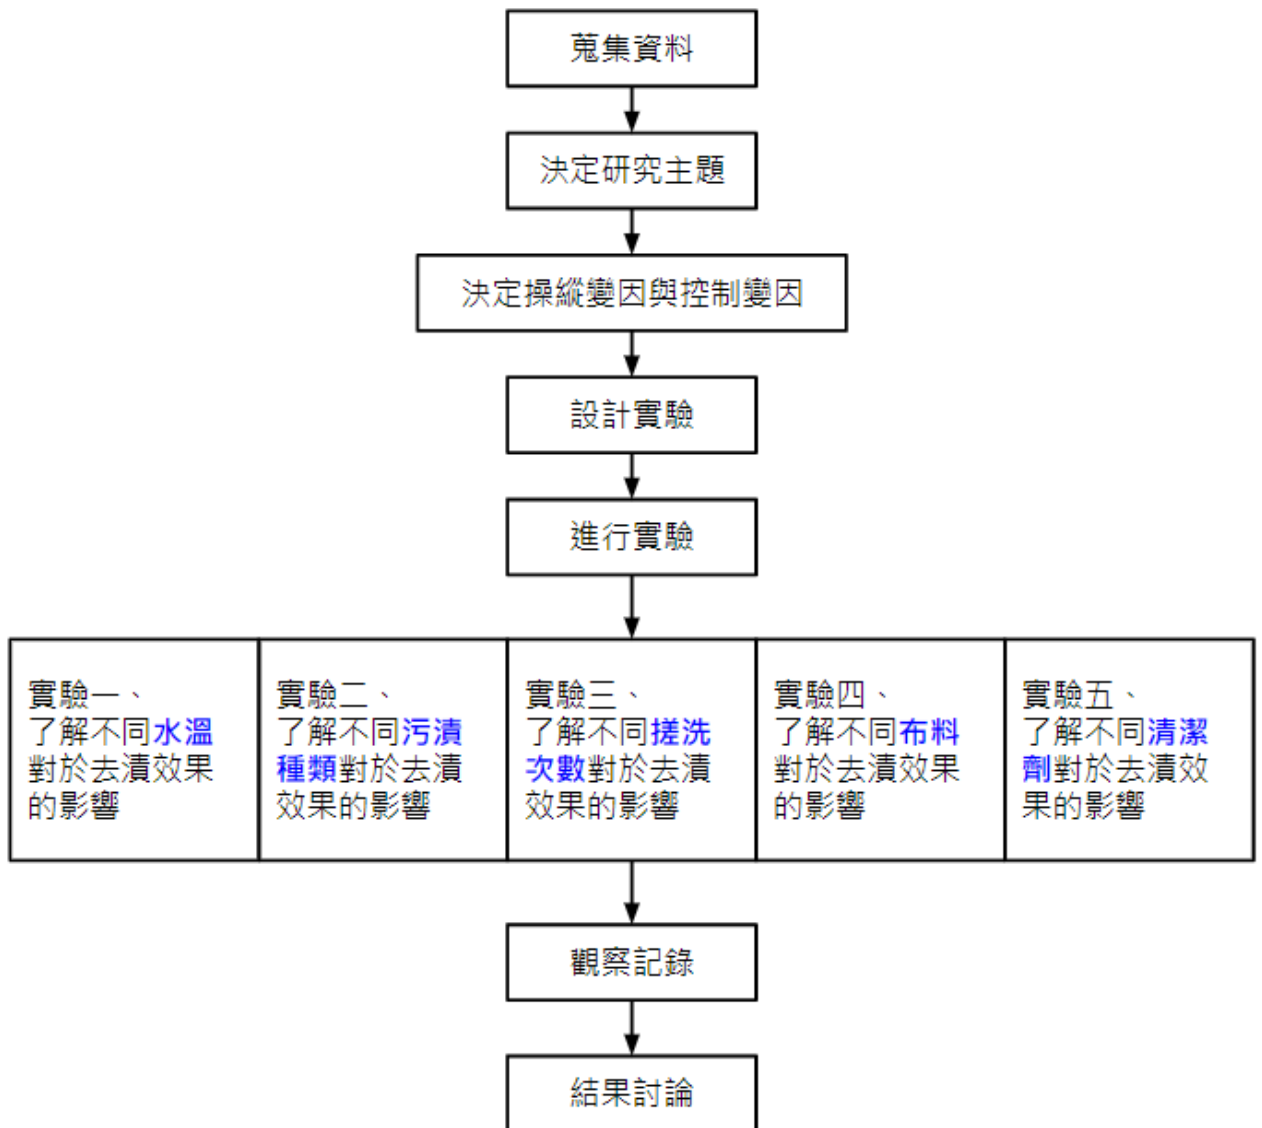 蒐集資料
決定研究主題
決定操縱變因與控制變因
設計實驗
進行實驗
實驗一、
了解不同水溫
對於去漬效果
的影響
實驗二、
了解不同污漬
種類對於去漬
效果的影響
實驗三、
了解不同搓洗
次數對於去漬
效果的影響
實驗四、
了解不同布料
對於去漬效果
的影響
實驗五、
了解不同清潔
劑對於去漬效
果的影響
觀察記錄
結果討論